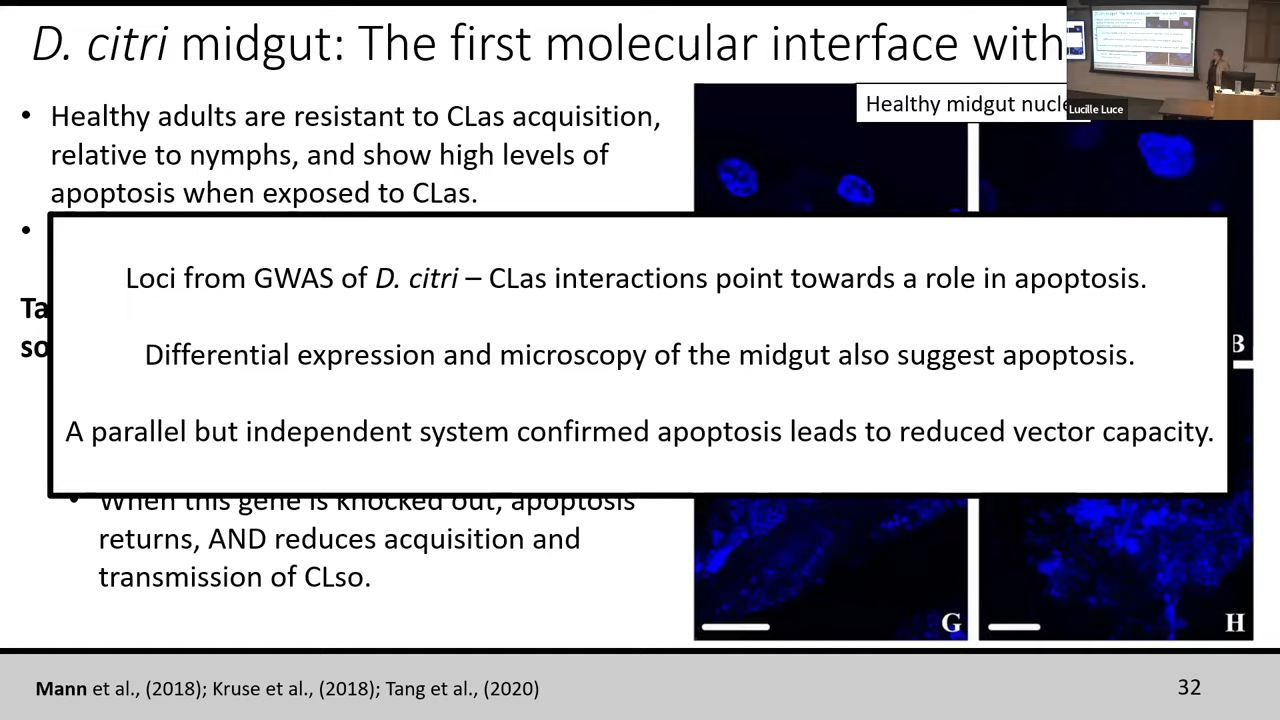 D. citri midgut: The first molecular interface with
Healthy midgut
Lucille Luce
• Healthy adults are resistant to CLas acquisition,
relative to nymphs, and show high levels of
apoptosis when exposed to CLas.
•
Loci from GWAS of D. citri – CLas interactions point towards a role in apoptosis.
Differential expression and microscopy of the midgut also suggest apoptosis.
A parallel but independent system confirmed apoptosis leads to reduced vector capacity.
B
• When this gene is knocked out, apoptosis
returns, AND reduces acquisition and
transmission of CLso.
G
H
Mann et al., (2018); Kruse et al., (2018); Tang et al., (2020)
32